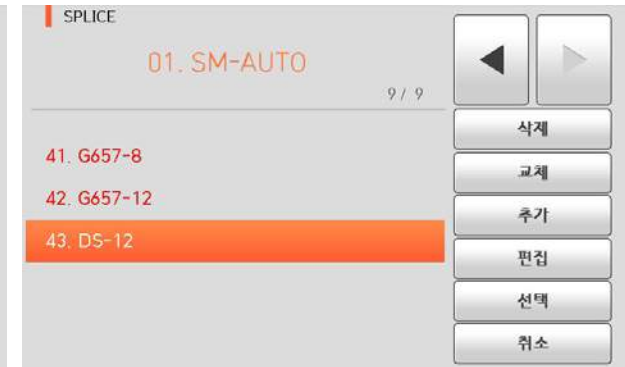 SPLICE
01. SM-AUTO
9 / 9
41. G657-8
42. G657-12
43. DS-12
삭제
교체
추가
편집
선택
취소